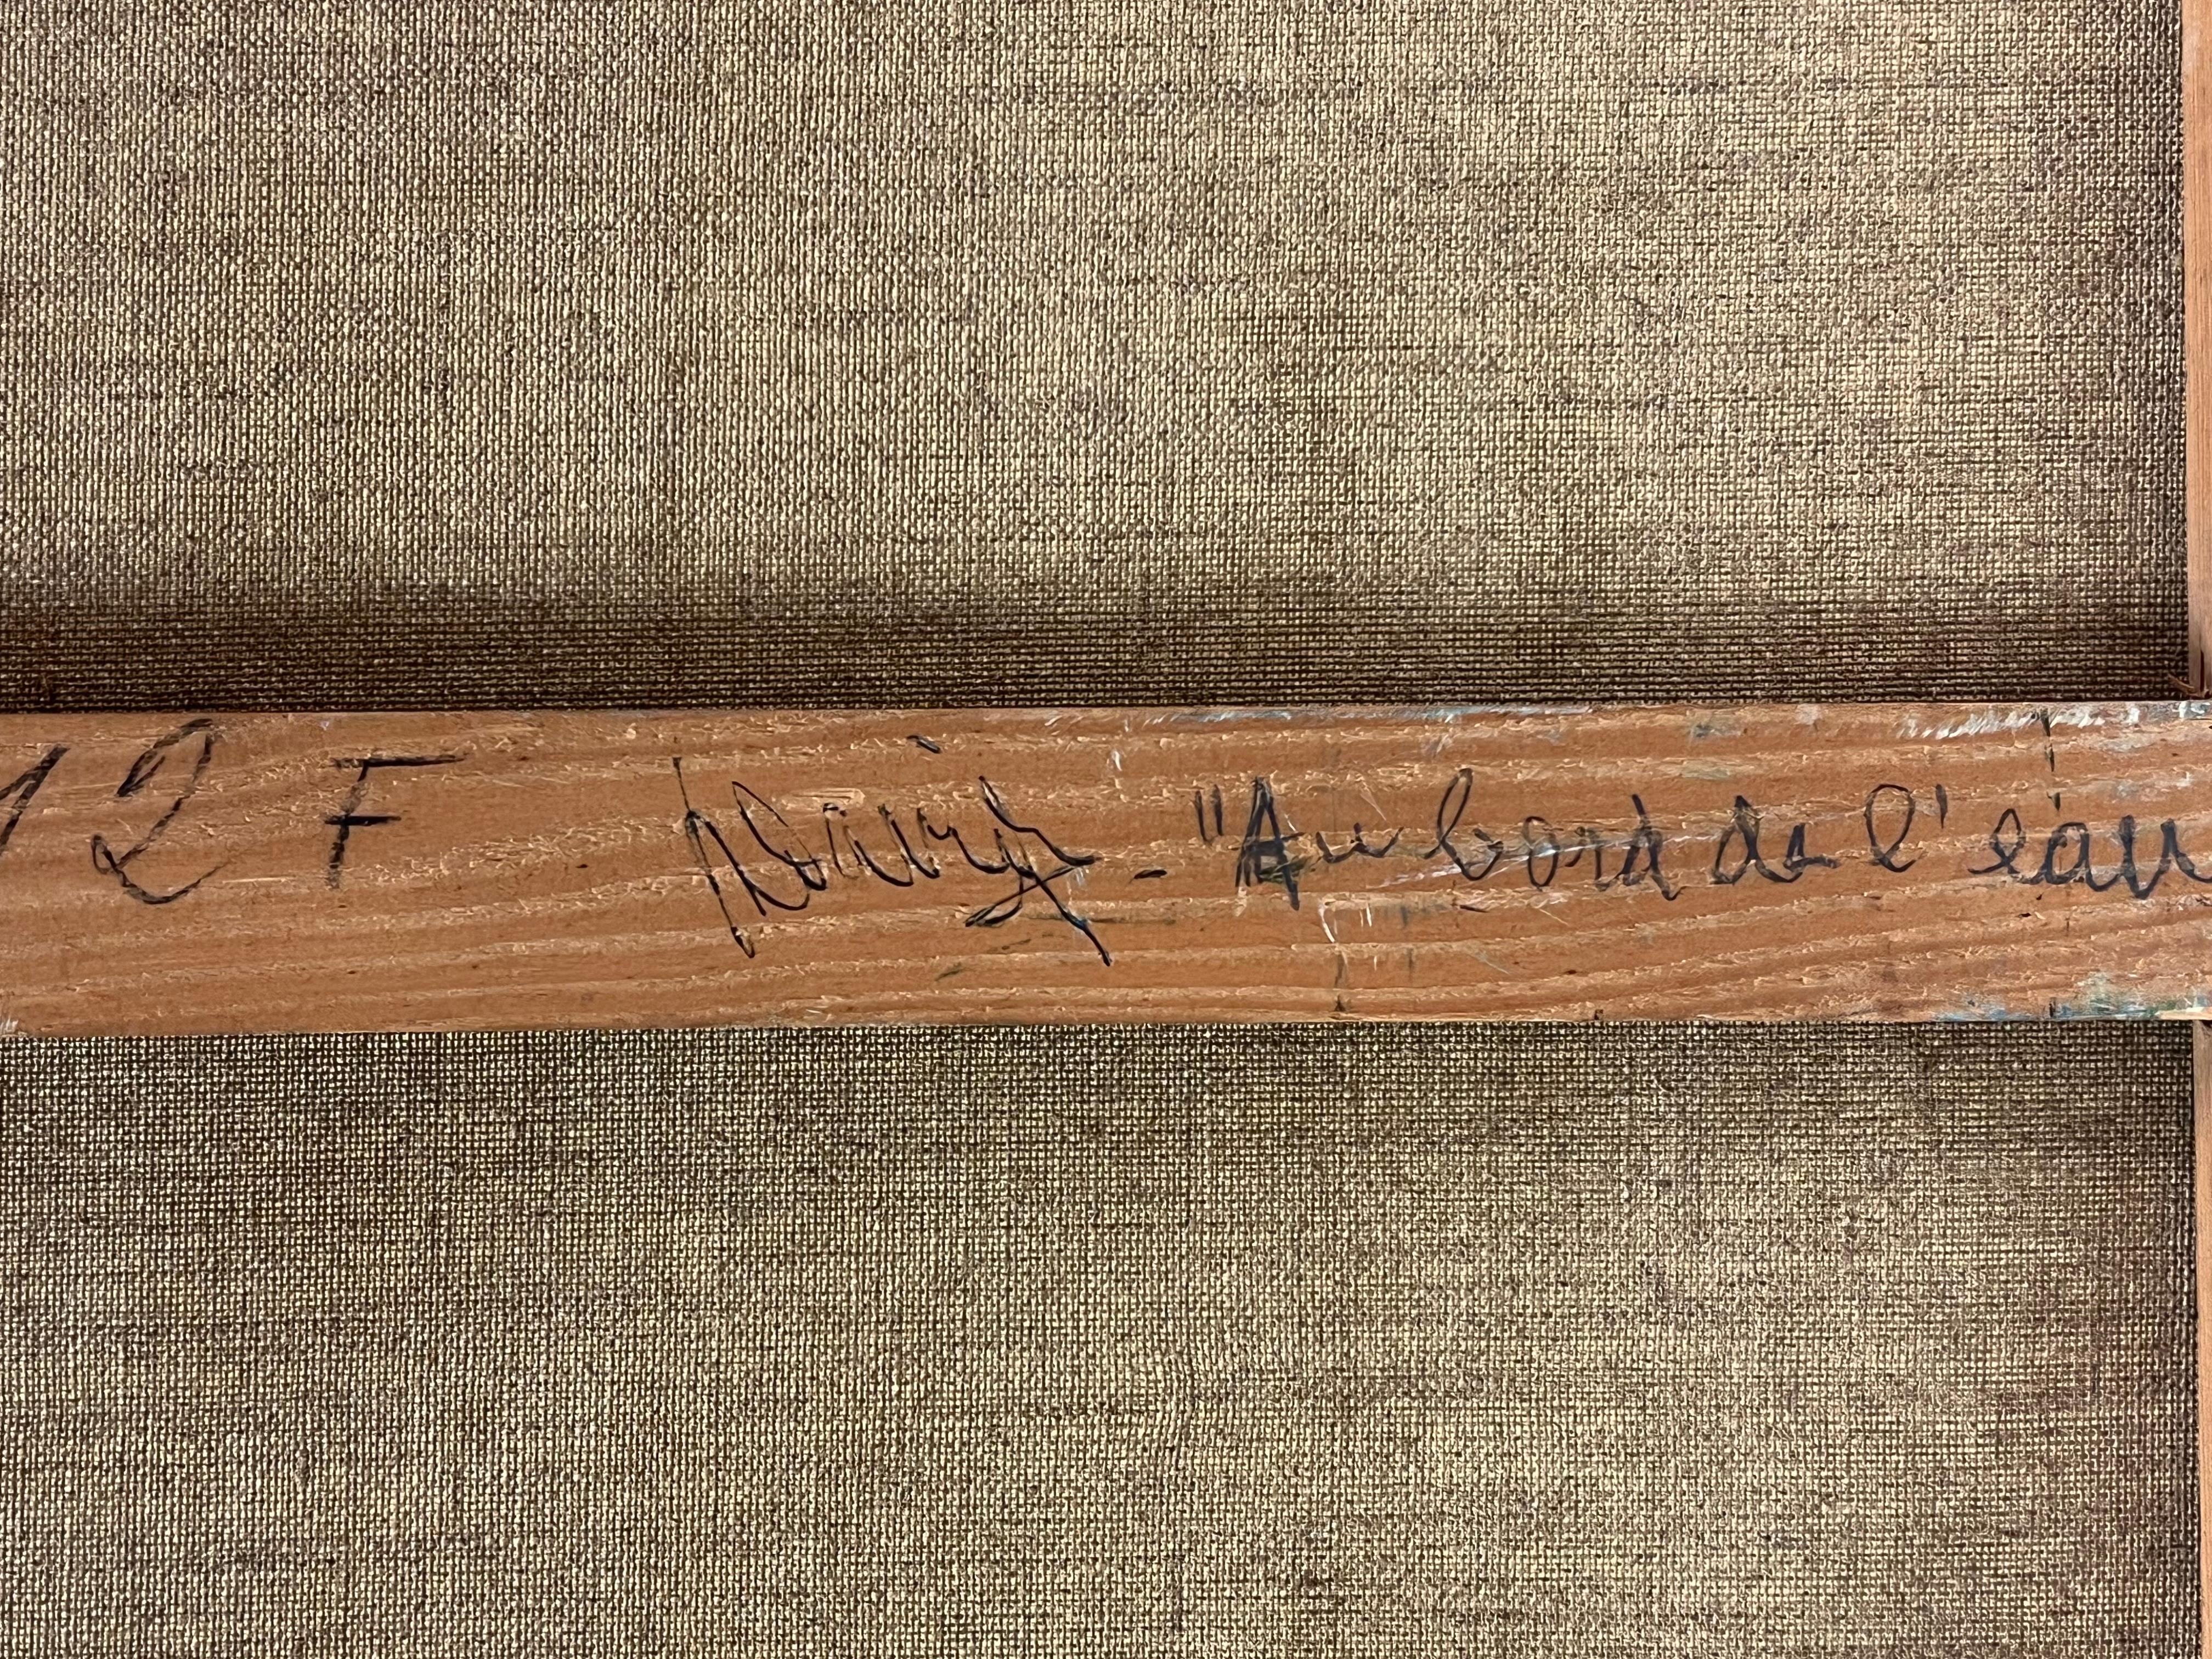 12 F - "Au bord de l'eau